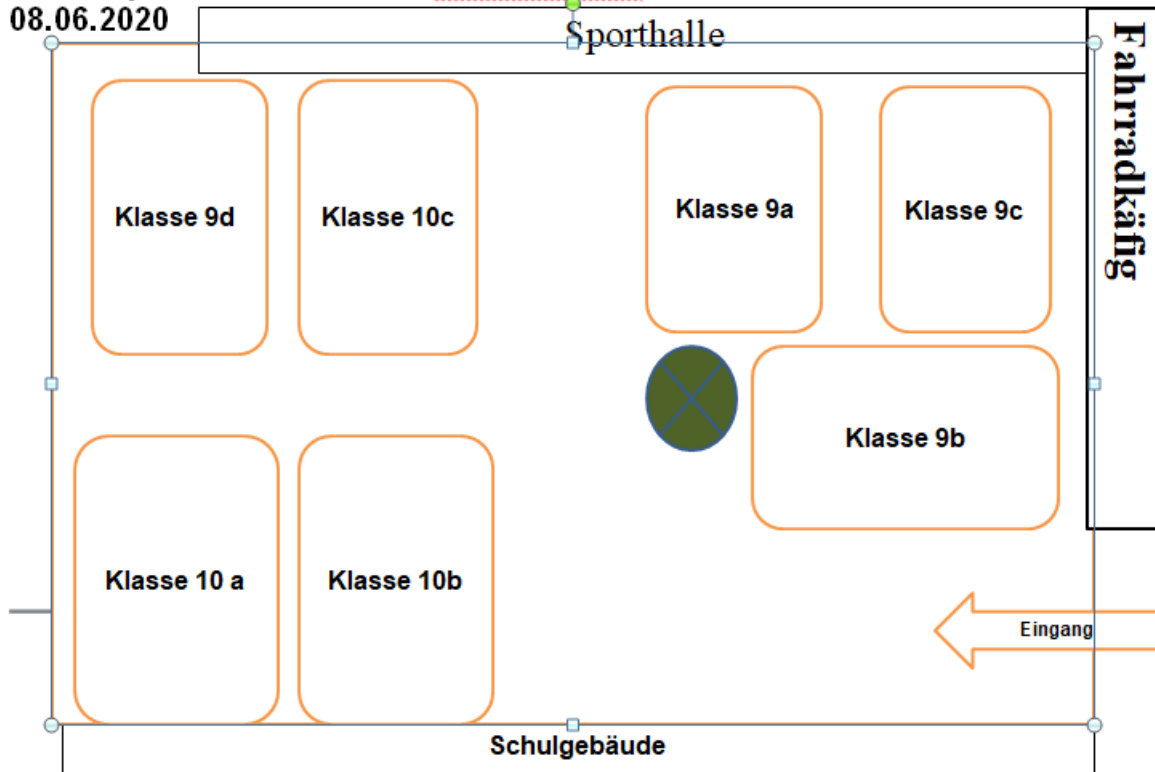 08.06.2020
Sporthalle
Fahrradkäfig
Klasse 9d
Klasse 10c
Klasse 9a
Klasse 9c
Klasse 9b
Klasse 10 a
Klasse 10b
Eingang
Schulgebäude